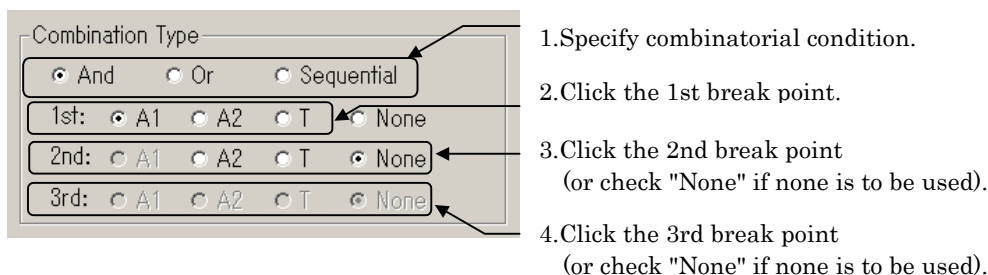 Combination Type
And Or Sequential
1st: A1 A2 T None
2nd: A1 A2 T None
3rd: A1 A2 T None
1.Specify combinatorial condition.
2.Click the 1st break point.
3.Click the 2nd break point
(or check "None" if none is to be used).
4.Click the 3rd break point
(or check "None" if none is to be used).